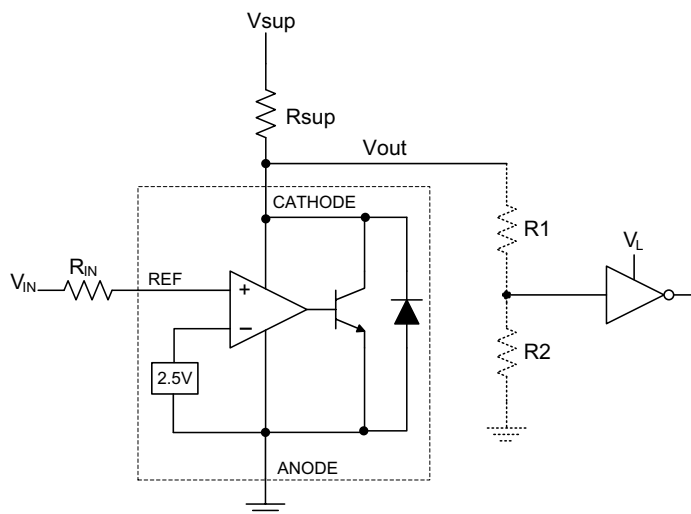 Vsup
Rsup
Vout
CATHODE
R1
RIN
VL
VIN
REF
+
−
R2
2.5V
ANODE